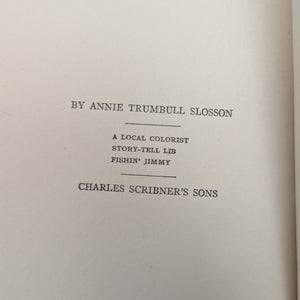 BY ANNIE TRUMBULL SLOSSON
A LOCAL COLORIST
STORY-TELL LIB
FISHIN' JIMMY
CHARLES SCRIBNER'S SONS